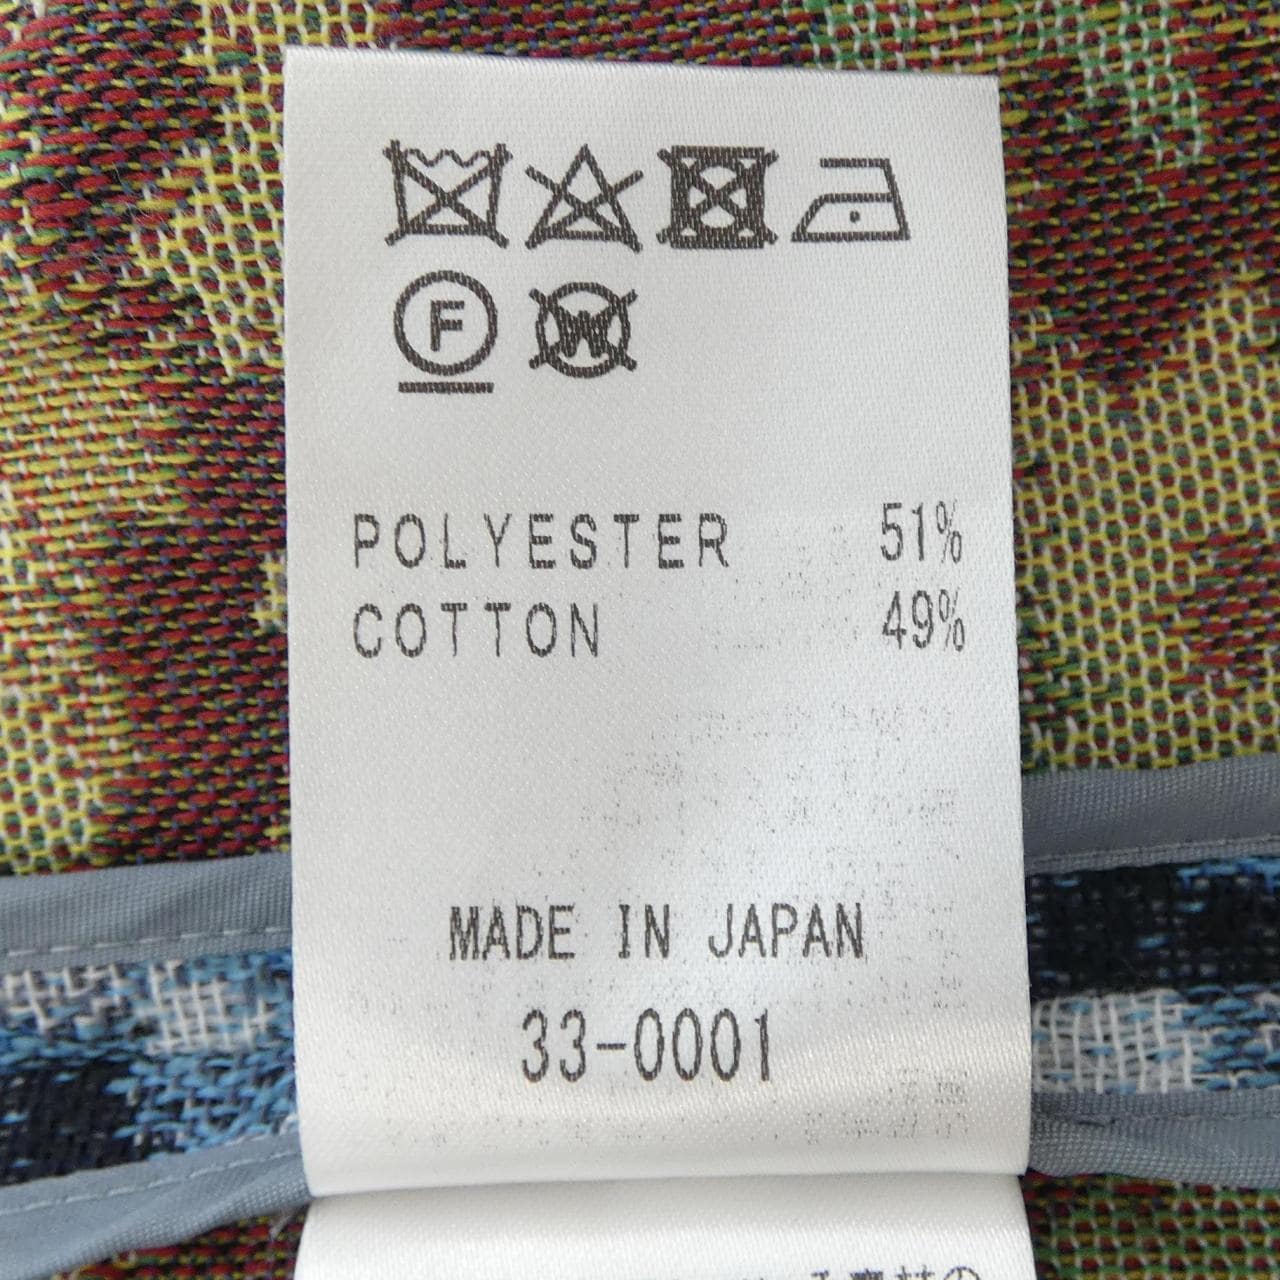 F W
POLYESTER 51%
COTTON 49%
MADE IN JAPAN
33-0001